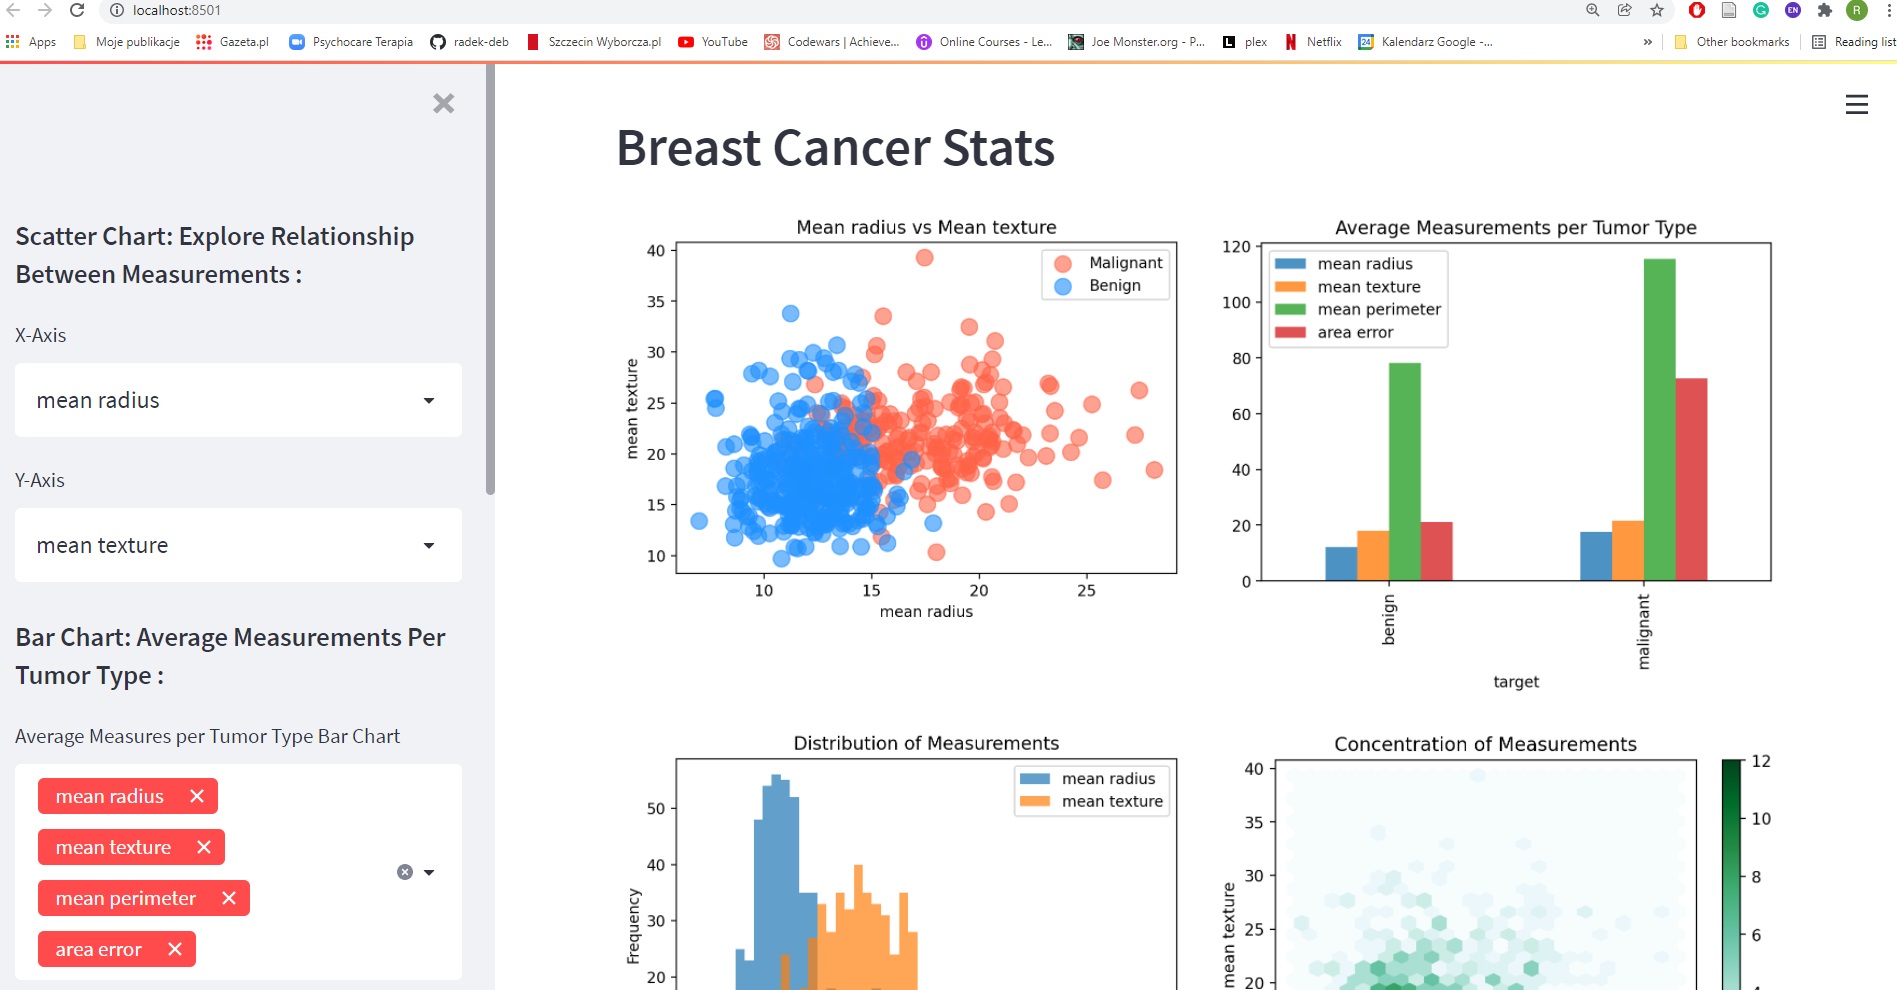 localhost:8501
EN
R
Apps
Moje publikacje
Gazeta.pl
Psychocare Terapia
radek-deb
Szczecin Wyborcza.pl
YouTube
Codewars | Achieve...
Online Courses - Le...
Joe Monster.org - P...
L
plex
Netflix
24
Kalendarz Google -...
»
Other bookmarks
Reading list
Breast Cancer Stats
Scatter Chart: Explore Relationship
Between Measurements :
X-Axis
mean radius
Y-Axis
mean texture
Bar Chart: Average Measurements Per
Tumor Type :
Average Measures per Tumor Type Bar Chart
mean radius
mean texture
mean perimeter
area error
Mean radius vs Mean texture
Malignant
Benign
40
35
30
25
20
15
10
mean texture
10
15
20
25
mean radius
Average Measurements per Tumor Type
mean radius
mean texture
mean perimeter
area error
120
100
80
60
40
20
0
benign
malignant
target
Distribution of Measurements
mean radius
mean texture
50
40
30
20
Frequency
Concentration of Measurements
40
35
30
25
20
mean texture
12
10
8
6